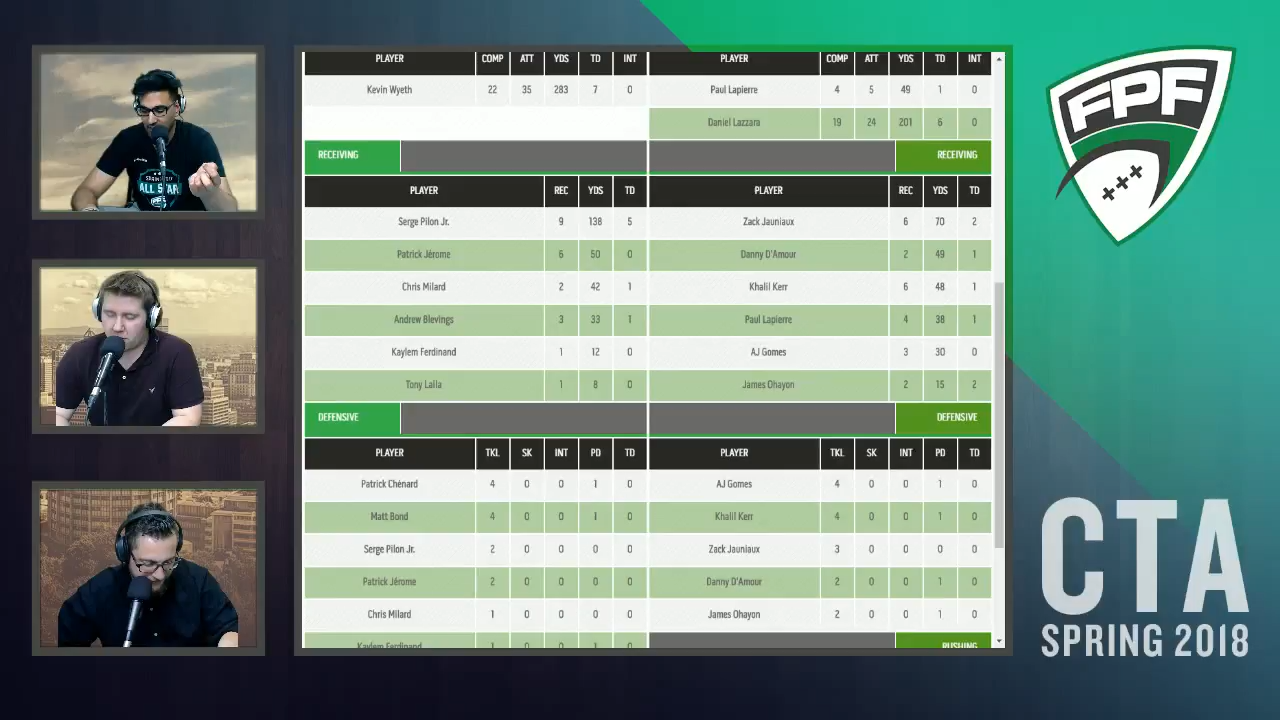 PLAYER COMP ATT YDS TD INT PLAYER COMP ATT YDS TD INT
Kevin Wyeth 22 35 283 7 0 Paul Lapierre 4 5 49 1 0
Daniel Lazzara 19 24 201 6 0
RECEIVING RECEIVING
PLAYER REC YDS TD PLAYER REC YDS TD
Serge Pilon Jr. 9 138 5 Zack Jauniaux 6 70 2
Patrick Jérome 6 50 0 Danny D'Amour 2 49 1
Chris Milard 2 42 1 Khalil Kerr 6 48 1
Andrew Blevings 3 33 1 Paul Lapierre 4 38 1
Kaylem Ferdinand 1 12 0 AJ Gomes 3 30 0
Tony Lalla 1 8 0 James Ohayon 2 15 2
DEFENSIVE DEFENSIVE
PLAYER TKL SK INT PD TD PLAYER TKL SK INT PD TD
Patrick Chénard 4 0 0 1 0 AJ Gomes 4 0 0 1 0
Matt Bond 4 0 0 1 0 Khalil Kerr 4 0 0 1 0
Serge Pilon Jr. 2 0 0 0 0 Zack Jauniaux 3 0 0 0 0
Patrick Jérome 2 0 0 0 0 Danny D'Amour 2 0 0 1 0
Chris Milard 1 0 0 0 0 James Ohayon 2 0 0 1 0
Kaylem Ferdinand 1 0 0 1 0 RUSHING
FPF
CTA
SPRING 2018
ALL STAR